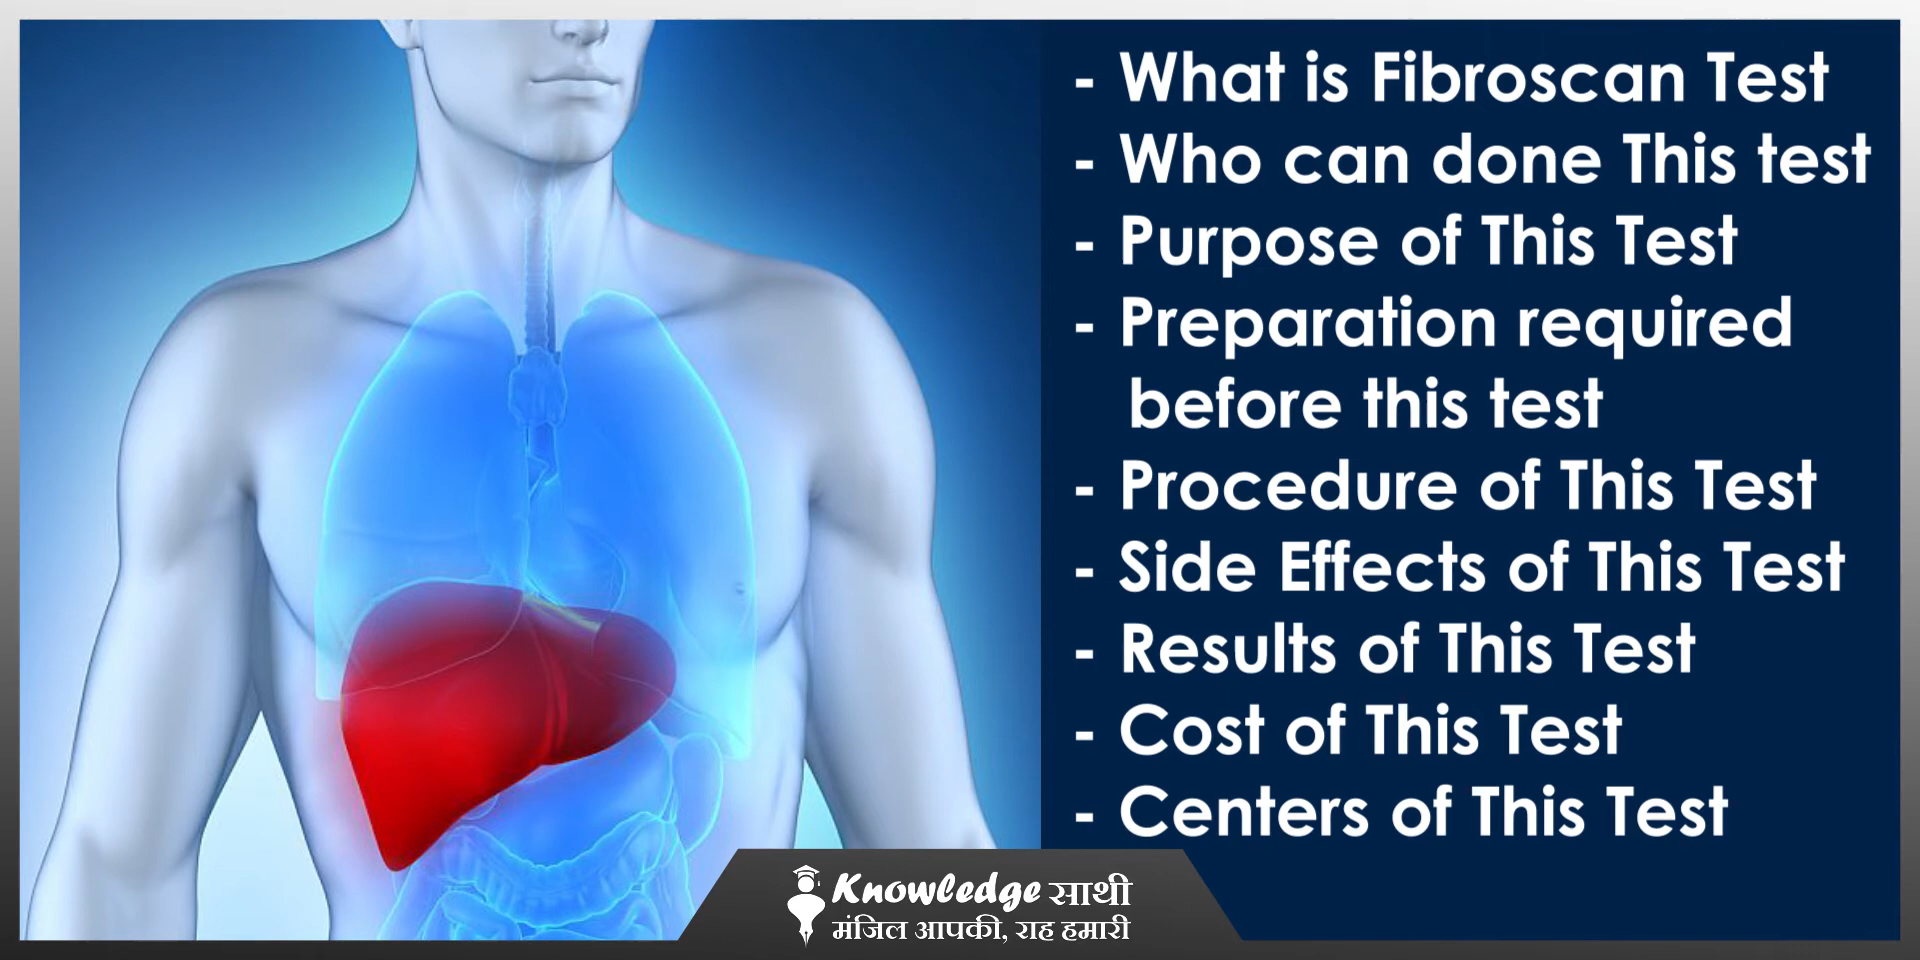 - What is Fibroscan Test
- Who can done This test
- Purpose of This Test
- Preparation required
before this test
- Procedure of This Test
- Side Effects of This Test
- Results of This Test
- Cost of This Test
- Centers of This Test
Knowledge साथी
मंजिल आपकी, राह हमारी